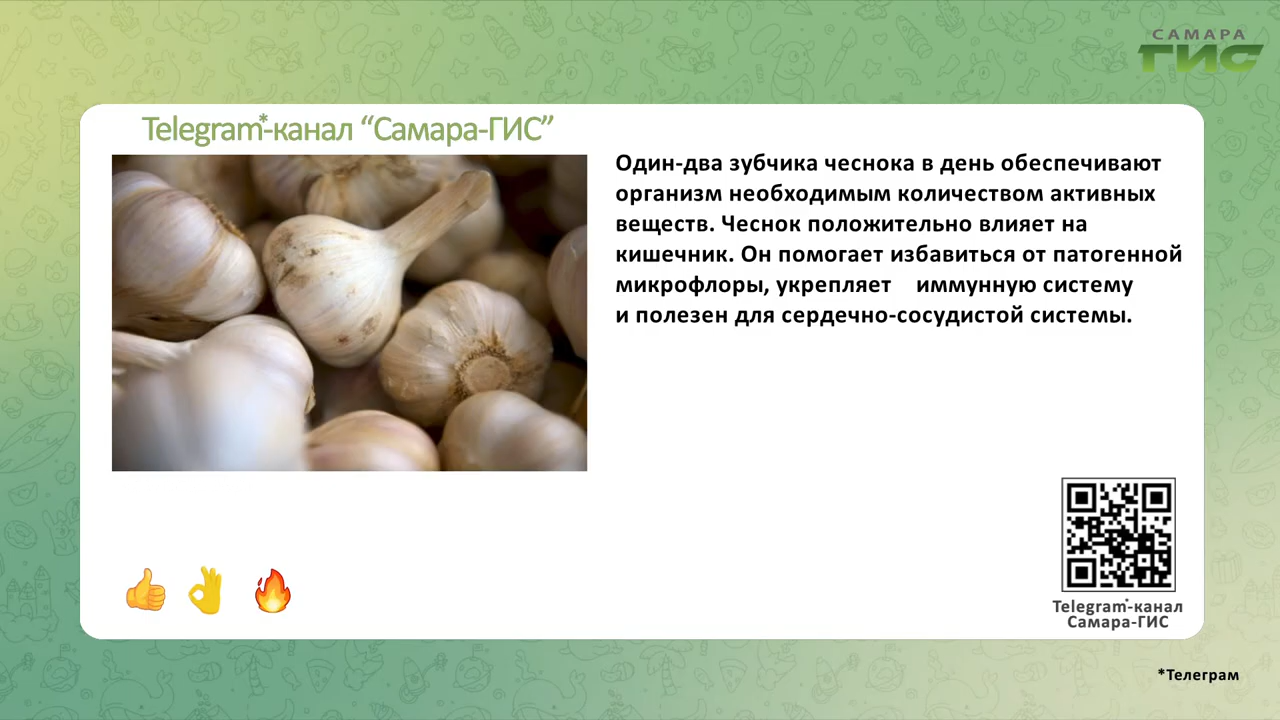 САМАРА
ГИС
Telegram*-канал “Самара-ГИС”
Один-два зубчика чеснока в день обеспечивают
организм необходимым количеством активных
веществ. Чеснок положительно влияет на
кишечник. Он помогает избавиться от патогенной
микрофлоры, укрепляет иммунную систему
и полезен для сердечно-сосудистой системы.
Telegram*-канал
Самара-ГИС
*Телеграм